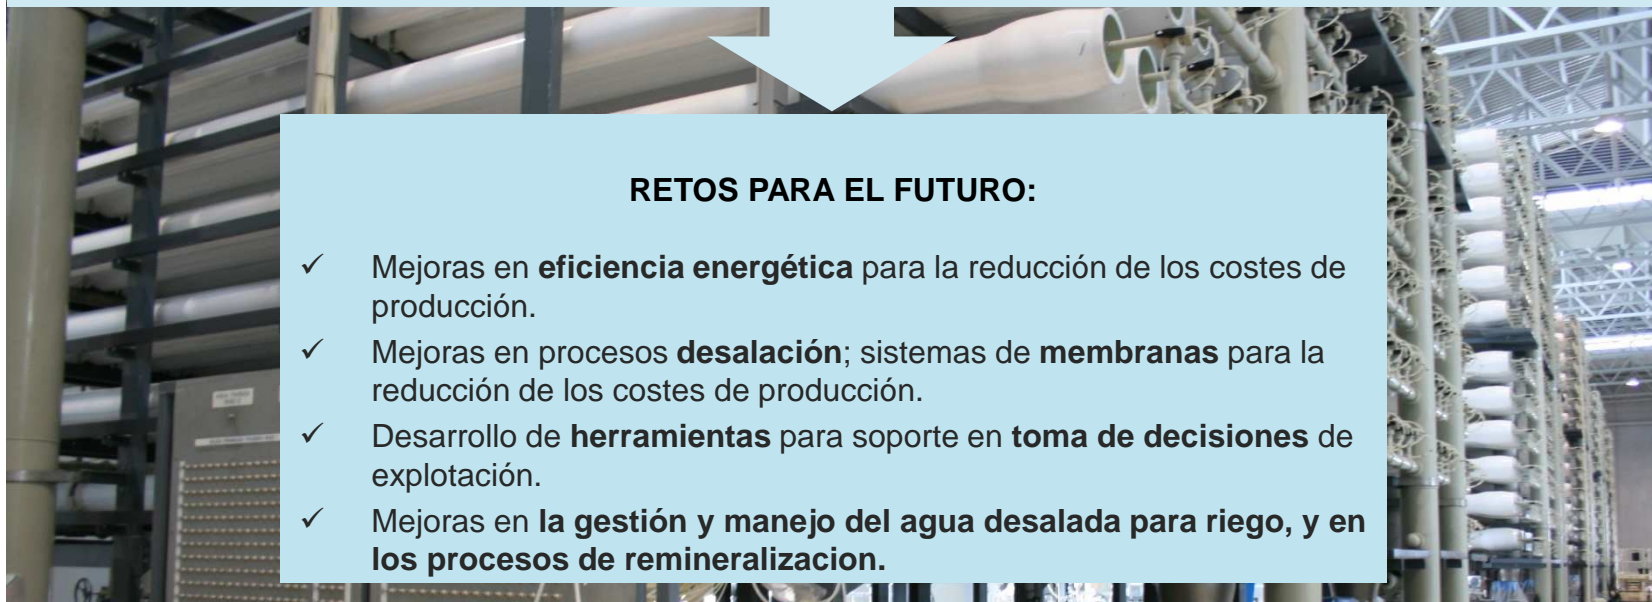 RETOS PARA EL FUTURO:
✓ Mejoras en eficiencia energética para la reducción de los costes de
producción.
✓ Mejoras en procesos desalación; sistemas de membranas para la
reducción de los costes de producción.
✓ Desarrollo de herramientas para soporte en toma de decisiones de
explotación.
✓ Mejoras en la gestión y manejo del agua desalada para riego, y en
los procesos de remineralizacion.